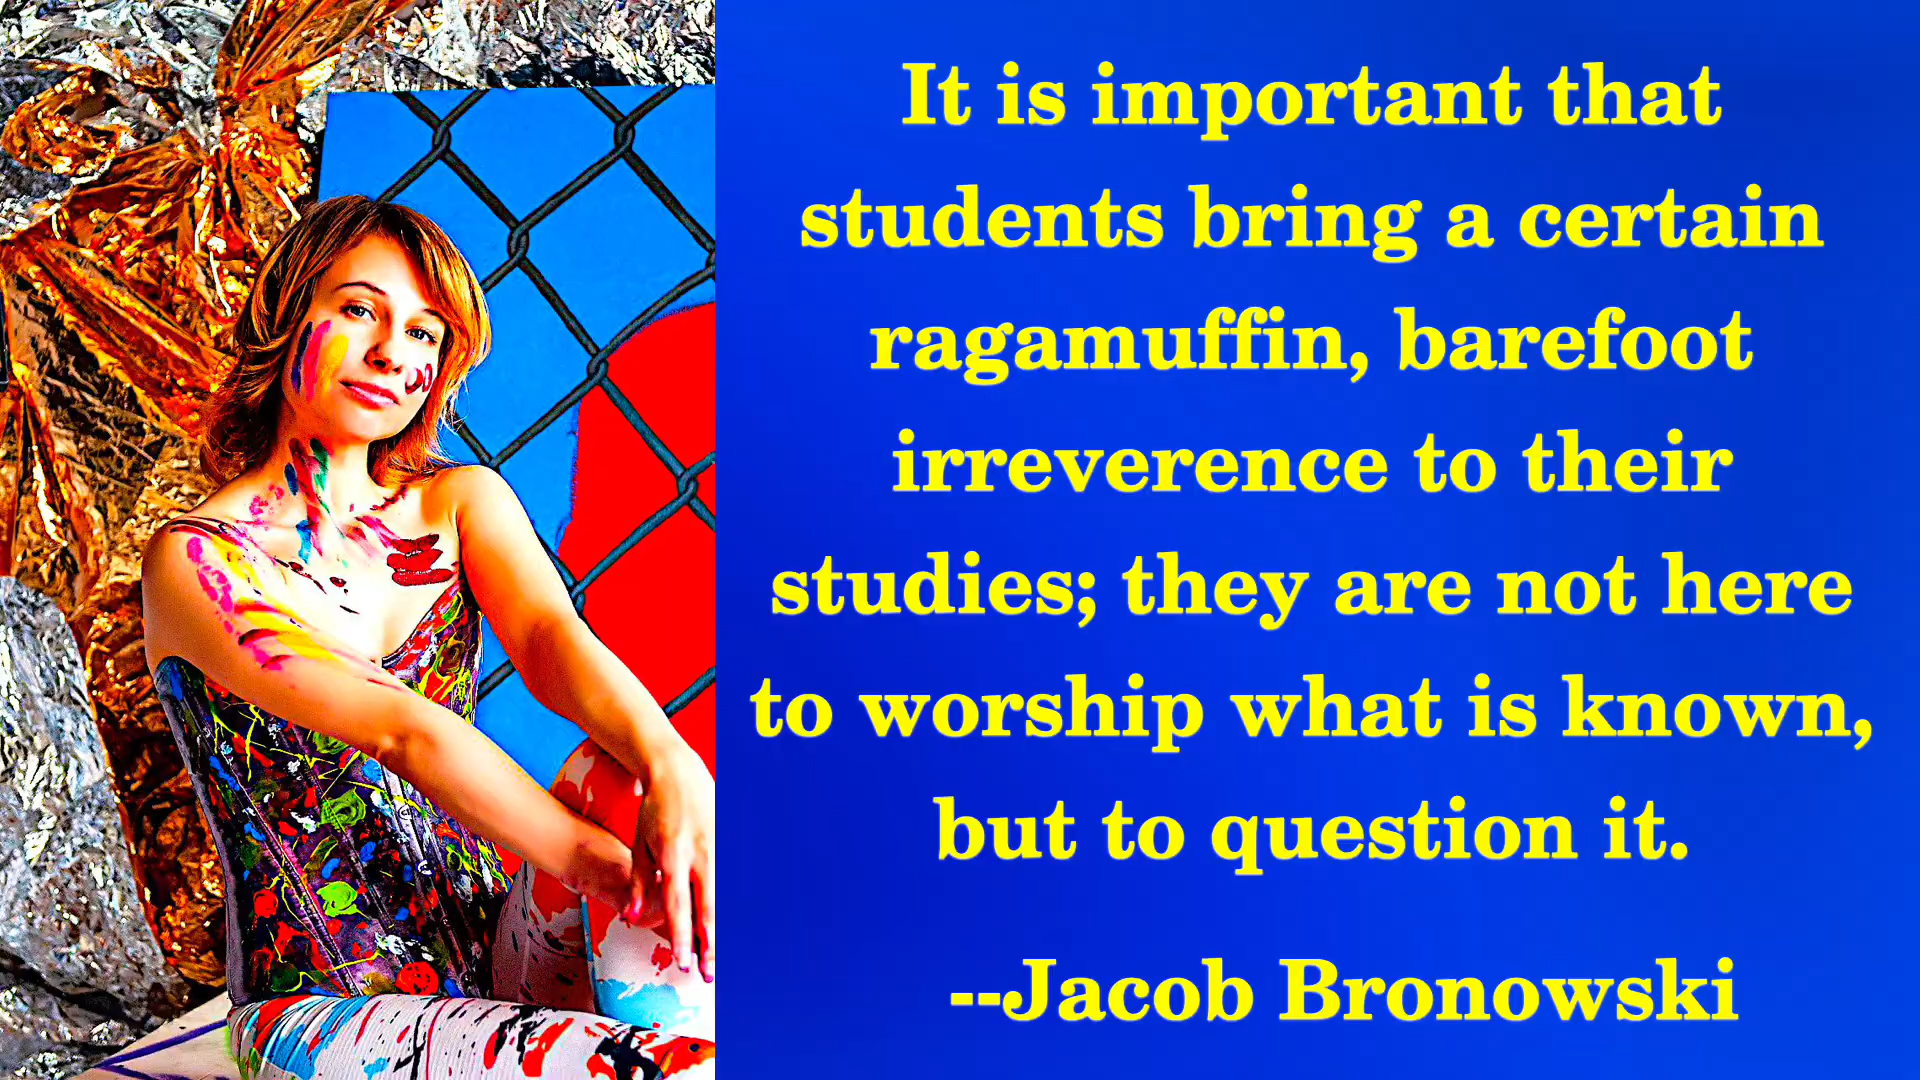 It is important that
students bring a certain
ragamuffin, barefoot
irreverence to their
studies; they are not here
to worship what is known,
but to question it.
--Jacob Bronowski